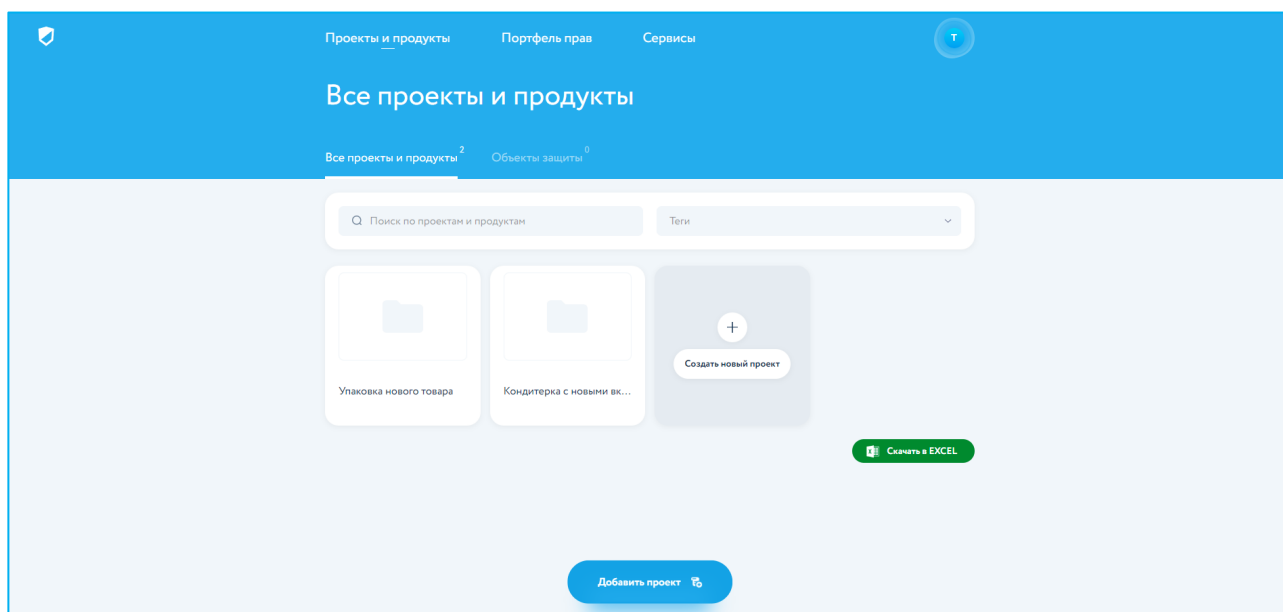 Проекты и продукты Портфель прав Сервисы Т
Все проекты и продукты
Все проекты и продукты 2 Объекты защиты 0
Поиск по проектам и продуктам Теги
Создать новый проект
Упаковка нового товара Кондитерка с новыми вк...
Скачать в EXCEL
Добавить проект